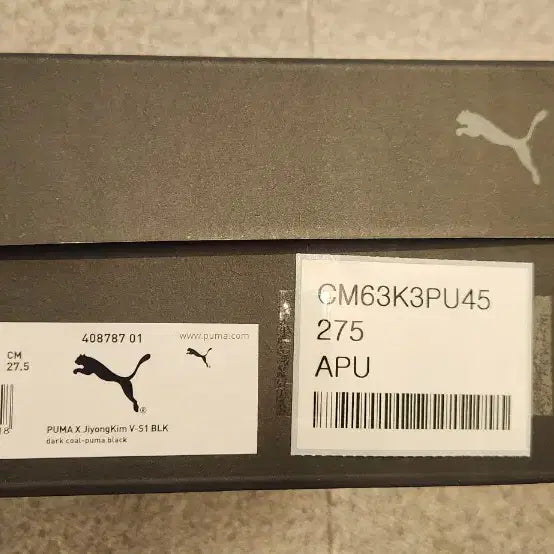 CM
27.5
408787 01
www.puma.com
®
PUMA X JiyongKim V-S1 BLK
dark coal-puma black
CM63K3PU45
275
APU